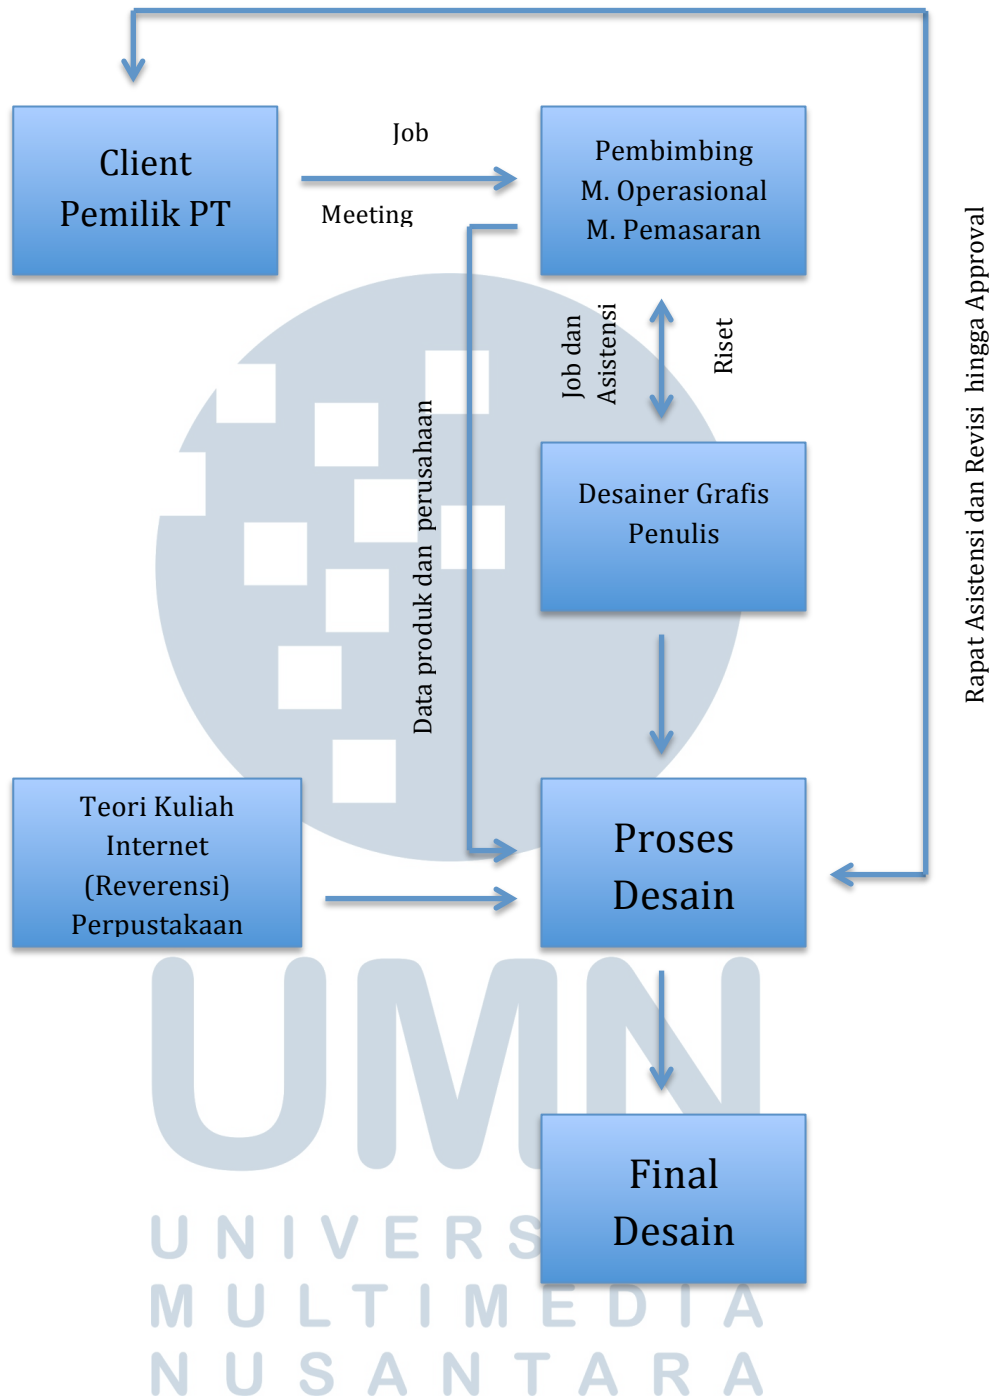 Client
Pemilik PT
Job
Meeting
Pembimbing
M. Operasional
M. Pemasaran
Job dan
Asistensi
Riset
Rapat Asistensi dan Revisi hingga Approval
Data produk dan perusahaan
Desainer Grafis
Penulis
Teori Kuliah
Internet
(Reverensi)
Perpustakaan
Proses
Desain
Final
Desain
UMN
UNIVERS
MULTIMEDIA
NUSANTARA